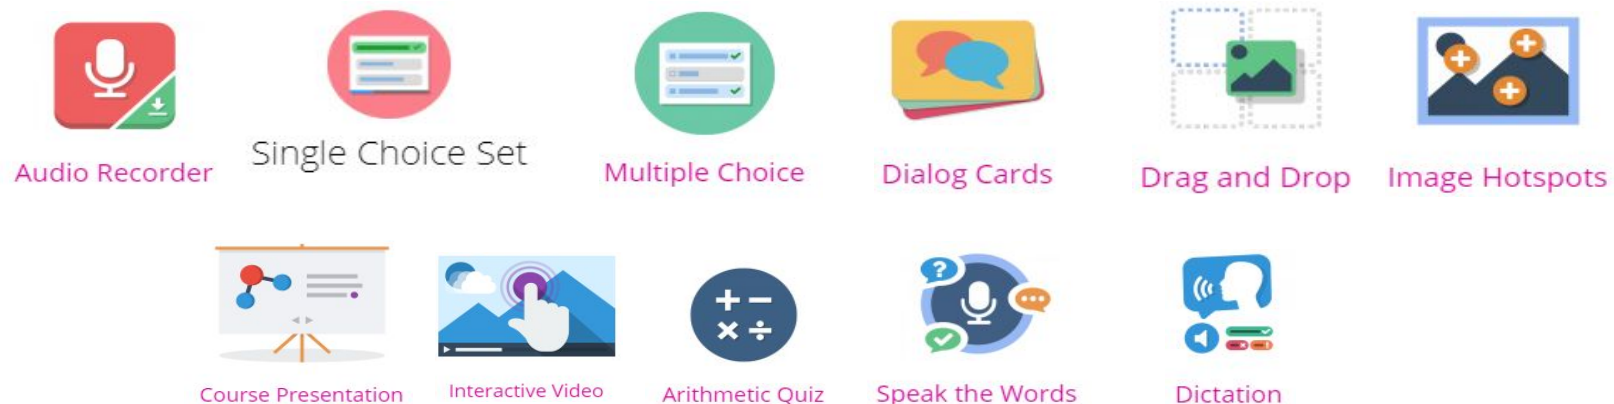 Audio Recorder
Single Choice Set
Multiple Choice
Dialog Cards
Drag and Drop
Image Hotspots
Course Presentation
Interactive Video
Arithmetic Quiz
Speak the Words
Dictation